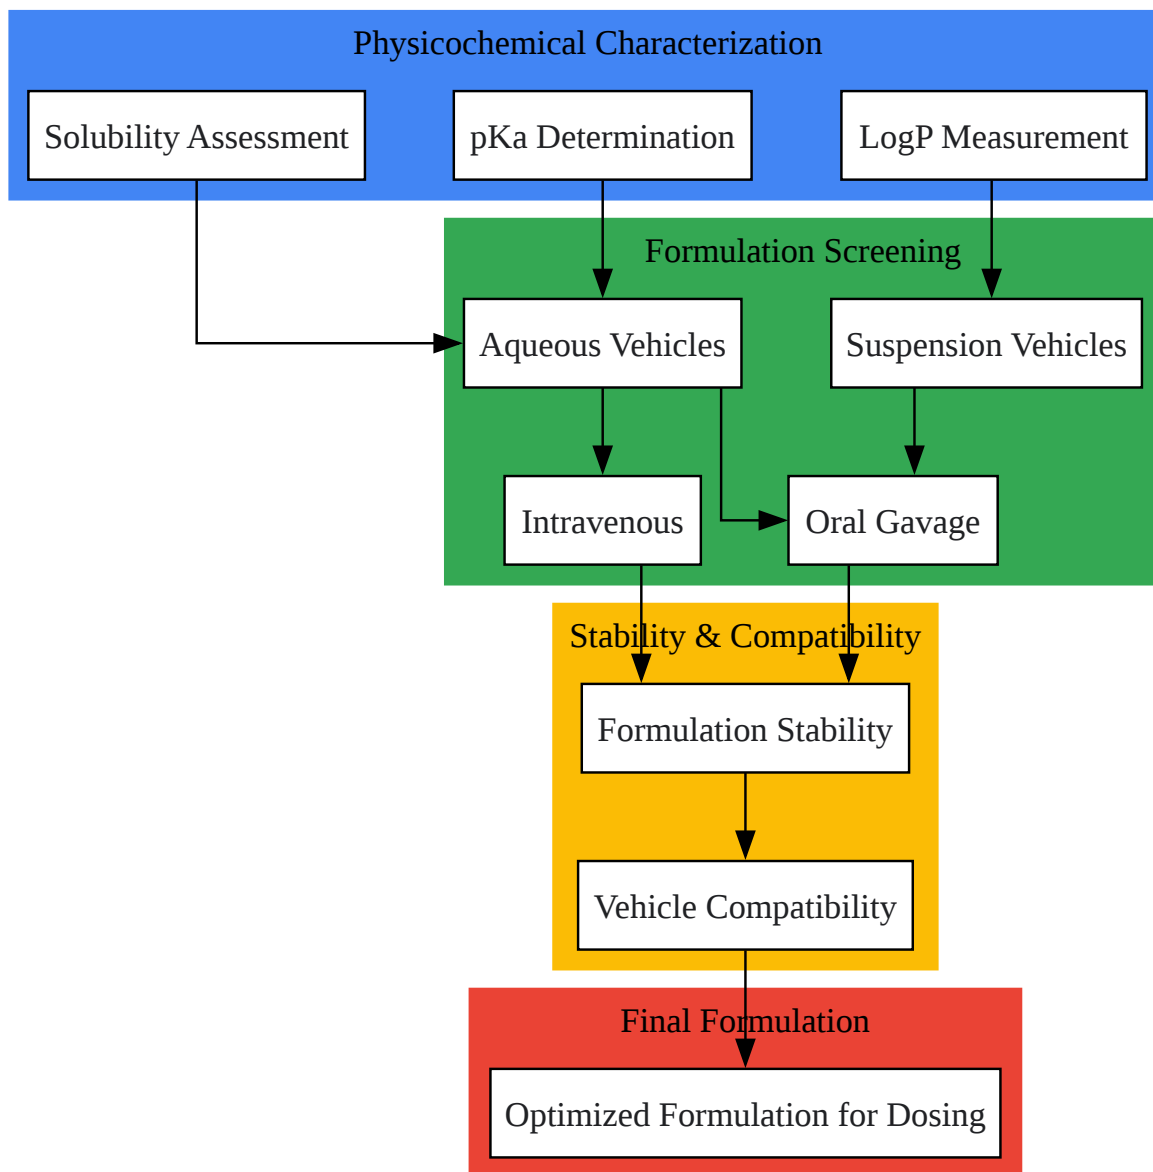 Physicochemical Characterization
Solubility Assessment
pKa Determination
LogP Measurement
Formulation Screening
Aqueous Vehicles
Suspension Vehicles
Intravenous
Oral Gavage
Stability & Compatibility
Formulation Stability
Vehicle Compatibility
Final Formulation
Optimized Formulation for Dosing